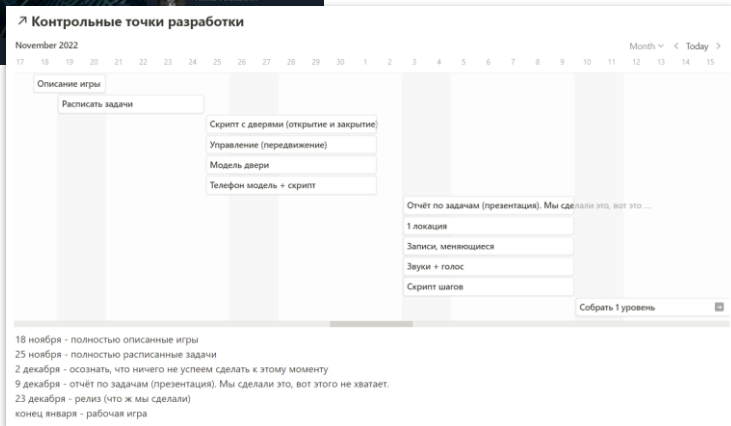 Контрольные точки разработки
November 2022
Month Today
17 18 19 20 21 22 23 24 25 26 27 28 29 30 1 2 3 4 5 6 7 8 9 10 11 12 13 14 15
Описание игры
Расписать задачи
Скрипт с дверями (открытие и закрытие)
Управление (передвижение)
Модель двери
Телефон модель + скрипт
Отчёт по задачам (презентация). Мы сделали это, вот это ...
1 локация
Записи, меняющиеся
Звуки + голос
Скрипт шагов
Собрать 1 уровень
18 ноября - полностью описанные игры
25 ноября - полностью расписанные задачи
2 декабря - осознать, что ничего не успеем сделать к этому моменту
9 декабря - отчёт по задачам (презентация). Мы сделали это, вот этого не хватает.
23 декабря - релиз (что ж мы сделали)
конец января - рабочая игра